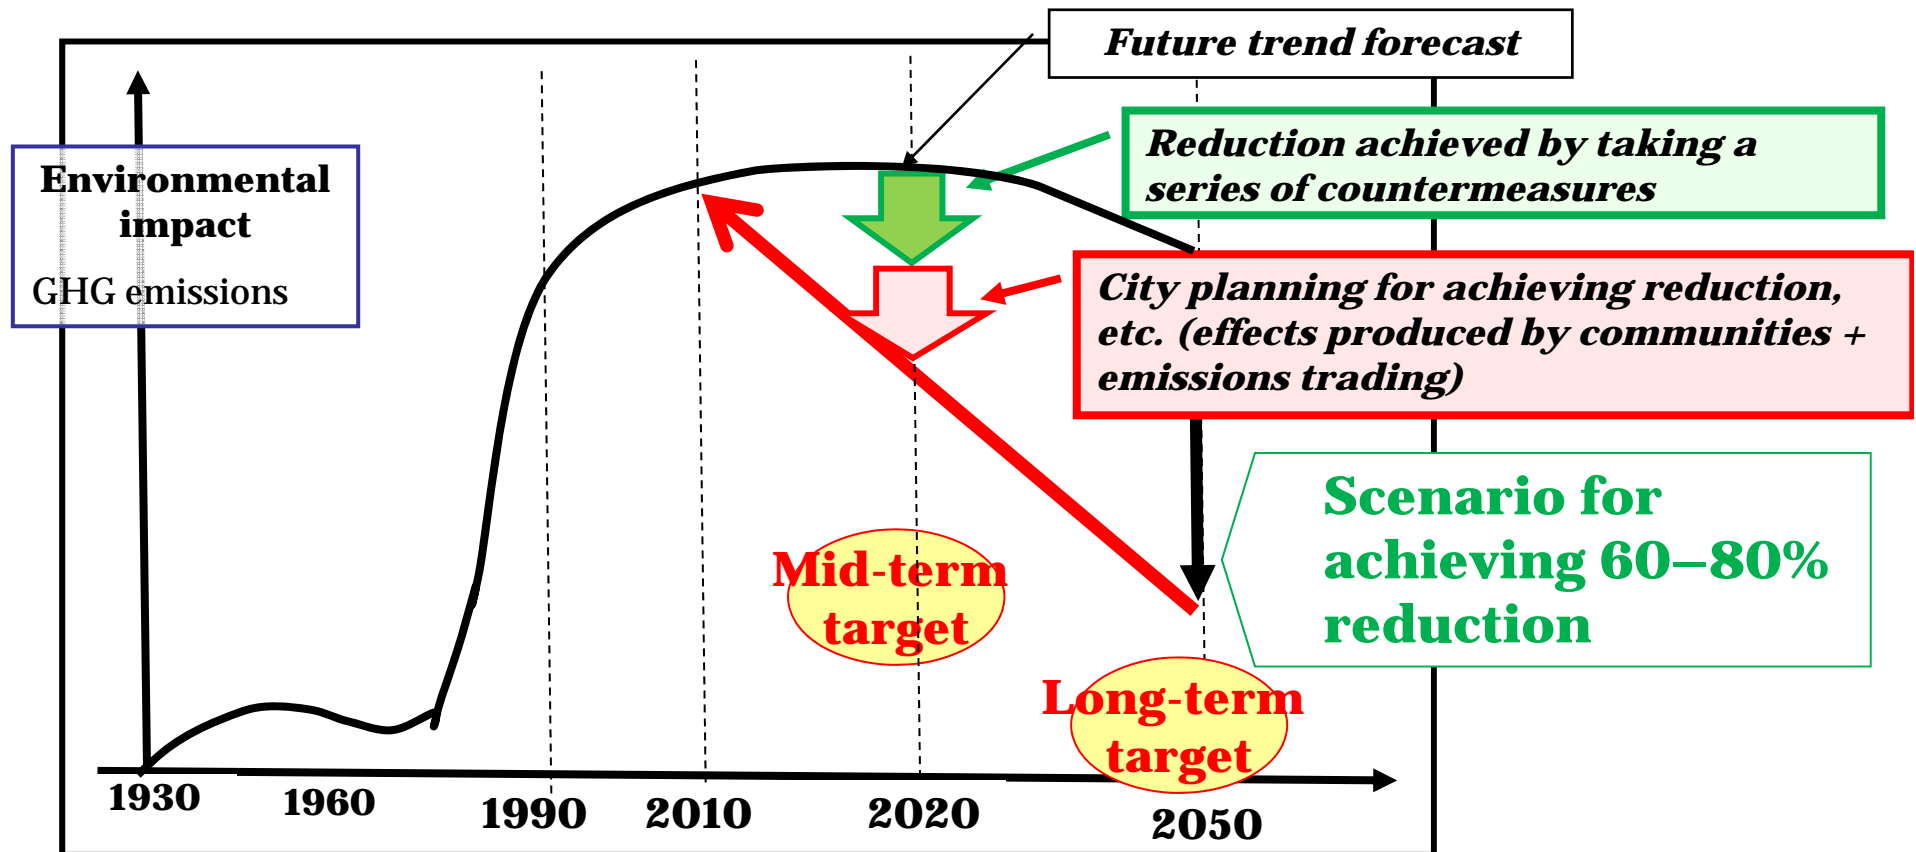 Future trend forecast
Reduction achieved by taking a
series of countermeasures
Environmental
impact
GHG emissions
City planning for achieving reduction,
etc. (effects produced by communities +
emissions trading)
Scenario for
achieving 60–80%
reduction
Mid-term
target
Long-term
target
1930
1960
1990
2010
2020
2050